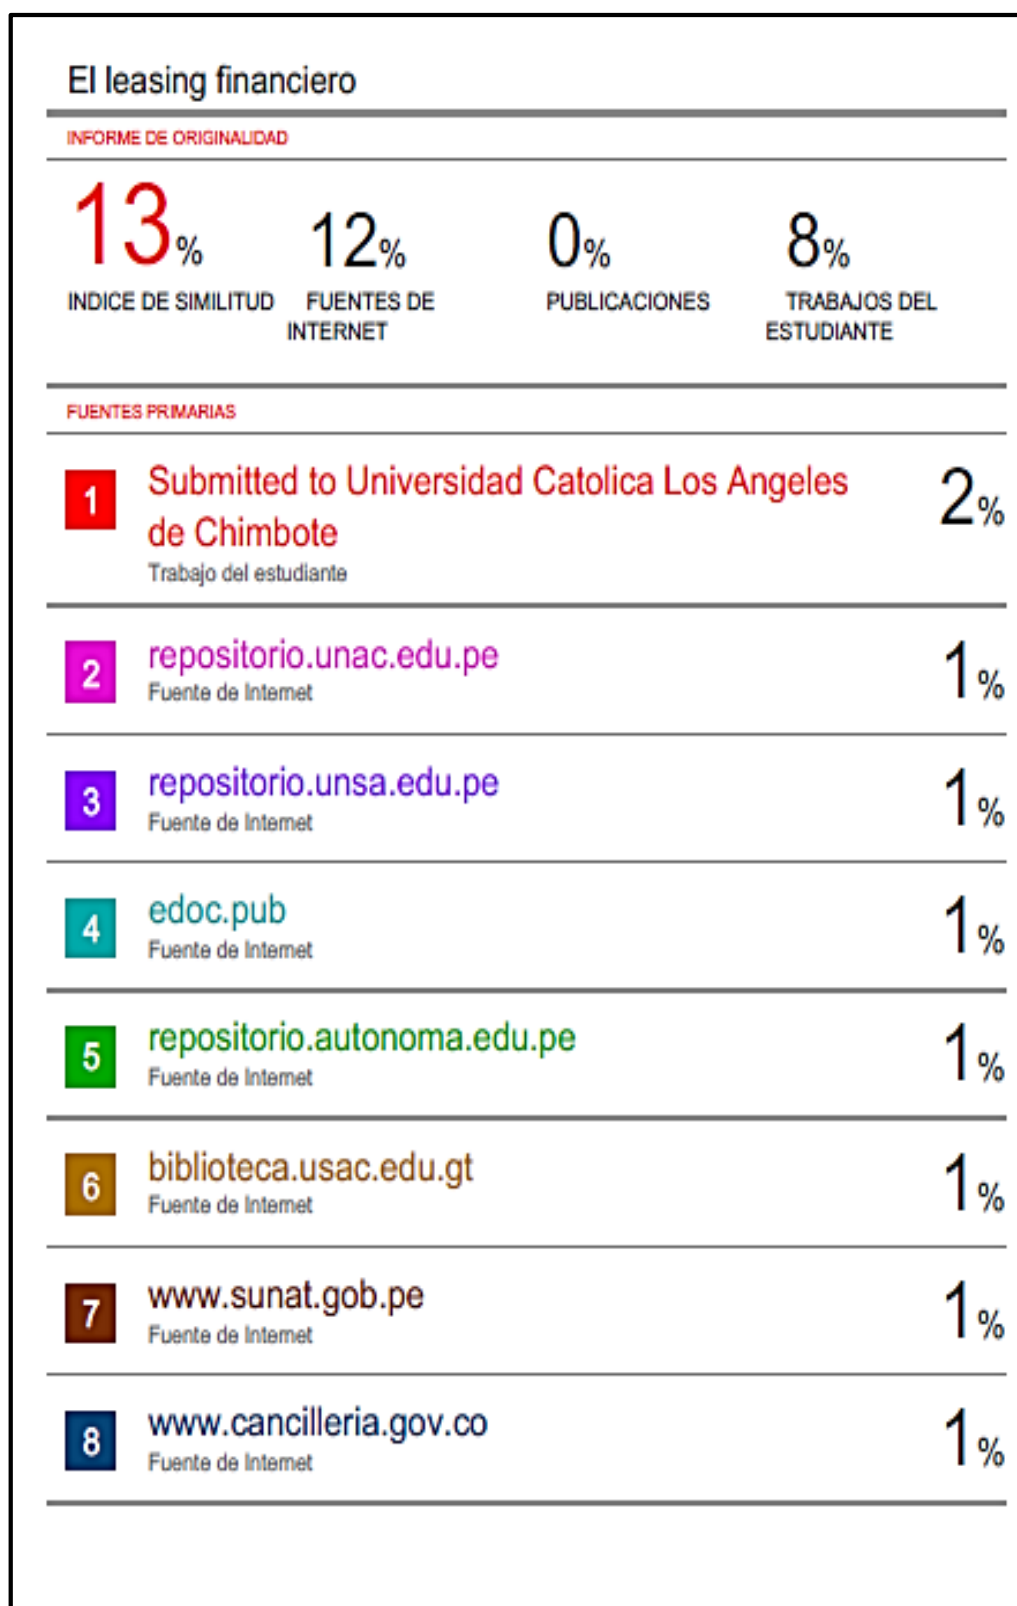 El leasing financiero
INFORME DE ORIGINALIDAD
13% 12% 0% 8%
INDICE DE SIMILITUD FUENTES DE PUBLICACIONES TRABAJOS DEL
INTERNET ESTUDIANTE
FUENTES PRIMARIAS
1 Submitted to Universidad Catolica Los Angeles 2%
de Chimbote
Trabajo del estudiante
2 repositorio.unac.edu.pe 1%
Fuente de Internet
3 repositorio.unsa.edu.pe 1%
Fuente de Internet
4 edoc.pub 1%
Fuente de Internet
5 repositorio.autonoma.edu.pe 1%
Fuente de Internet
6 biblioteca.usac.edu.gt 1%
Fuente de Internet
7 www.sunat.gob.pe 1%
Fuente de Internet
8 www.cancilleria.gov.co 1%
Fuente de Internet